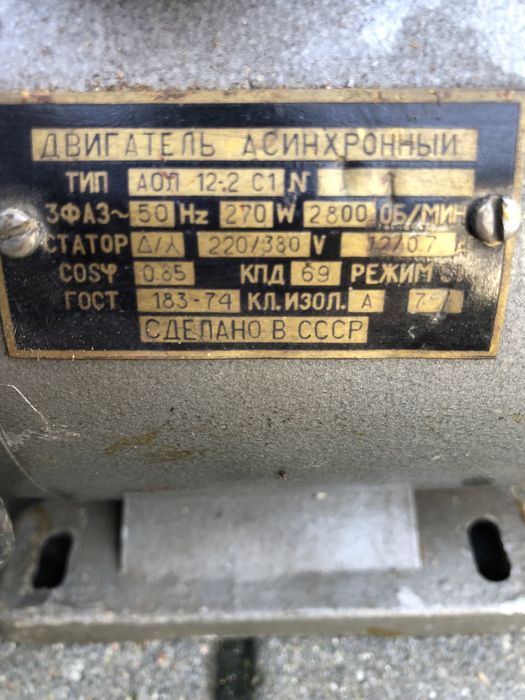 ДВИГАТЕЛЬ АСИНХРОННЫЙ
ТИП АОЛ 12-2 С1 №
3ФАЗ~ 50 Hz 270 W 2800 ОБ/МИН
СТАТОР Δ/⅄ 220/380 V 1,2/0,7
COSφ 0.85 КПД 69 РЕЖИМ
ГОСТ 183-74 КЛ.ИЗОЛ. А
СДЕЛАНО В СССР